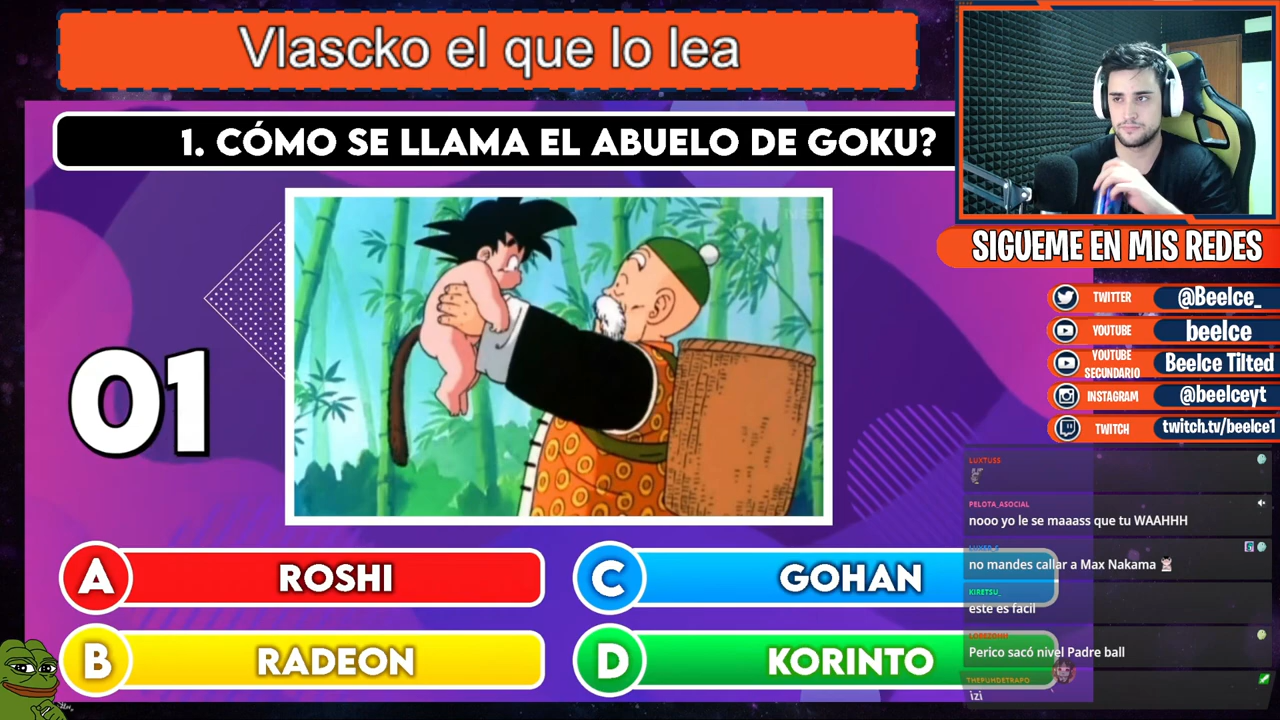 Vlascko el que lo lea
1. CÓMO SE LLAMA EL ABUELO DE GOKU?
01
A ROSHI
C GOHAN
B RADEON
D KORINTO
SIGUEME EN MIS REDES
TWITTER @Beelce_
YOUTUBE beelce
YOUTUBE SECUNDARIO Beelce Tilted
INSTAGRAM @beelceyt
TWITCH twitch.tv/beelce1
LUXTUSS
PELOTA_ASOCIAL
nooo yo le se maaass que tu WAAHHH
no mandes callar a Max Nakama
KIRETSU_
este es facil
Perico sacó nivel Padre ball
THEPUHDETRAPO
izi